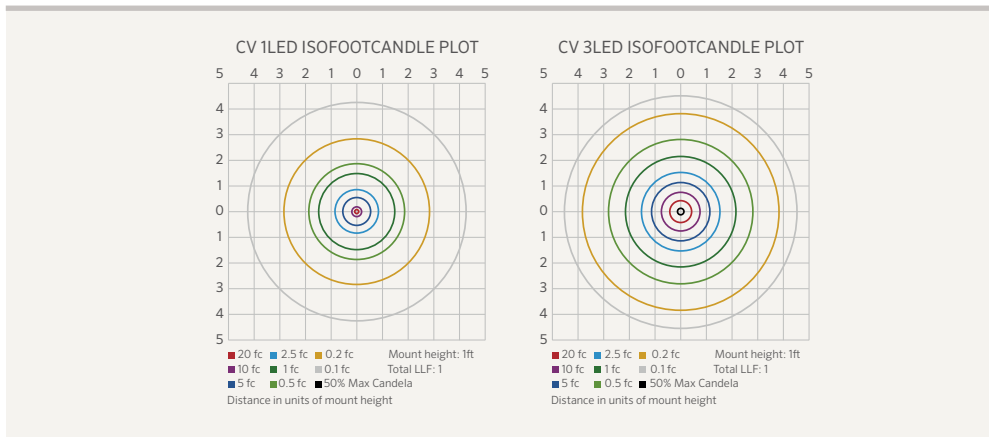 CV 1LED ISOFOOTCANDLE PLOT
5 4 3 2 1 0 1 2 3 4 5
4
3
2
1
0
1
2
3
4
5
20 fc 2.5 fc 0.2 fc Mount height: 1ft
10 fc 1 fc 0.1 fc Total LLF: 1
5 fc 0.5 fc 50% Max Candela
Distance in units of mount height
CV 3LED ISOFOOTCANDLE PLOT
5 4 3 2 1 0 1 2 3 4 5
4
3
2
1
0
1
2
3
4
5
20 fc 2.5 fc 0.2 fc Mount height: 1ft
10 fc 1 fc 0.1 fc Total LLF: 1
5 fc 0.5 fc 50% Max Candela
Distance in units of mount height